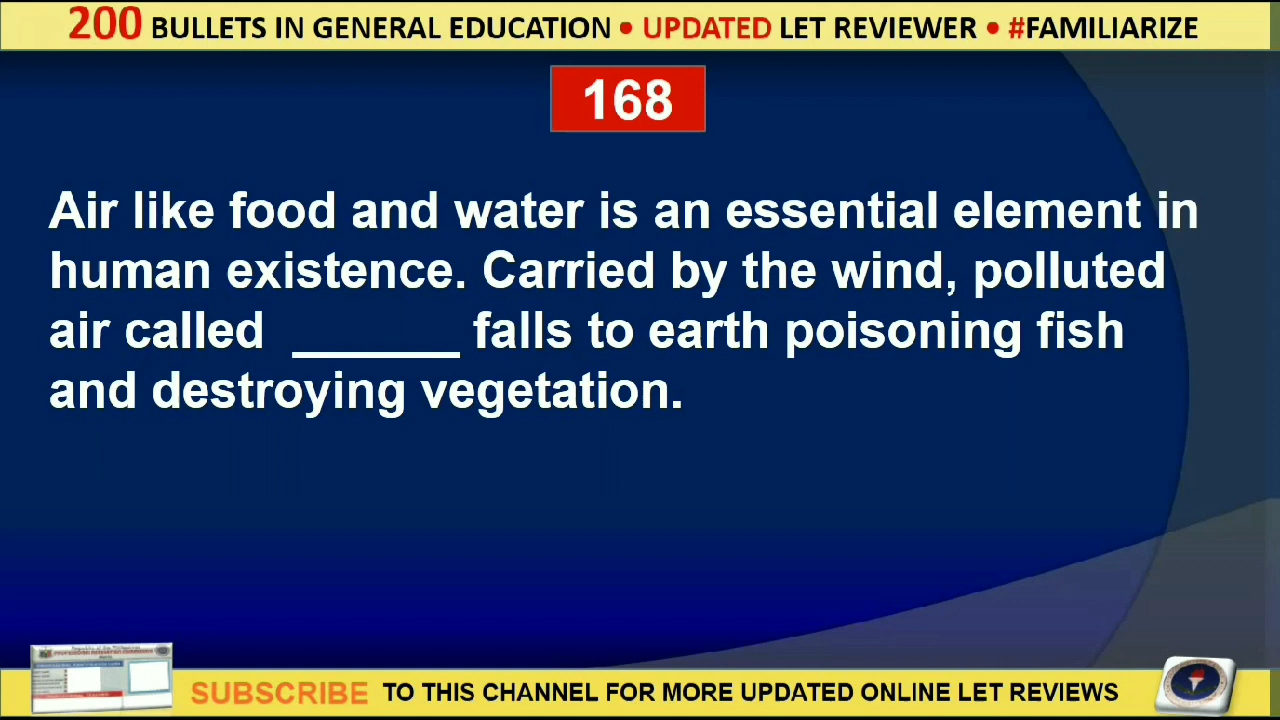 200 BULLETS IN GENERAL EDUCATION • UPDATED LET REVIEWER • #FAMILIARIZE
168
Air like food and water is an essential element in
human existence. Carried by the wind, polluted
air called ______ falls to earth poisoning fish
and destroying vegetation.
SUBSCRIBE TO THIS CHANNEL FOR MORE UPDATED ONLINE LET REVIEWS